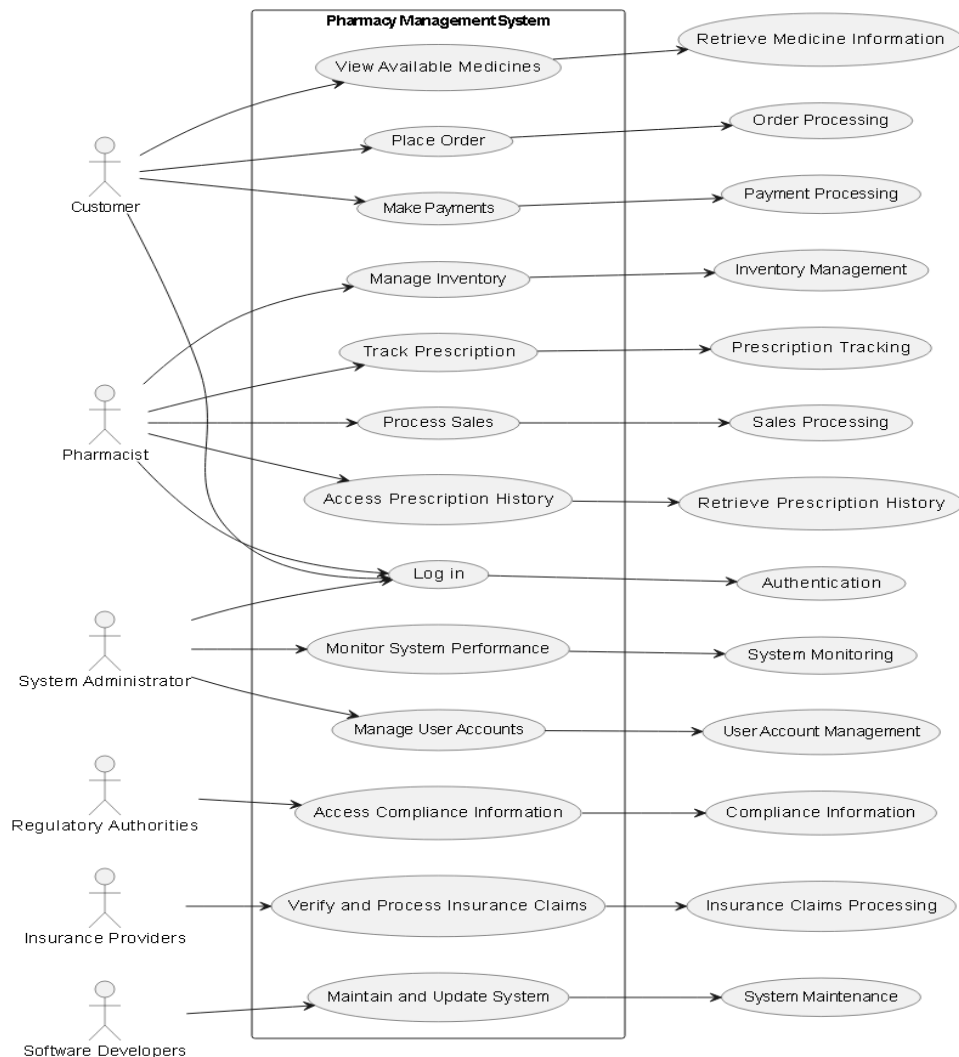 Pharmacy Management System
View Available Medicines
Retrieve Medicine Information
Place Order
Order Processing
Customer
Make Payments
Payment Processing
Manage Inventory
Inventory Management
Track Prescription
Prescription Tracking
Pharmacist
Process Sales
Sales Processing
Access Prescription History
Retrieve Prescription History
Log in
Authentication
System Administrator
Monitor System Performance
System Monitoring
Manage User Accounts
User Account Management
Regulatory Authorities
Access Compliance Information
Compliance Information
Insurance Providers
Verify and Process Insurance Claims
Insurance Claims Processing
Software Developers
Maintain and Update System
System Maintenance